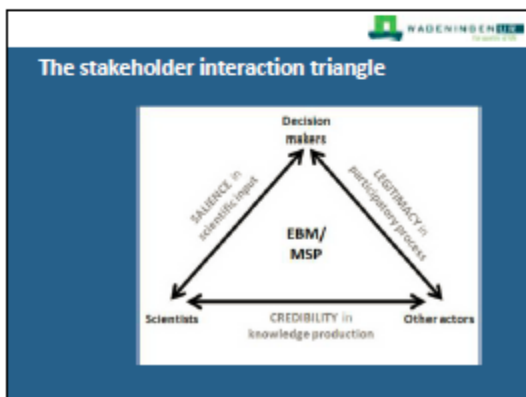 WAGENINGEN UR
The stakeholder interaction triangle
Decision
makers
SALIENCE in
scientific input
LEGITIMACY in
participatory process
EBM/
MSP
Scientists
Other actors
CREDIBILITY in
knowledge production